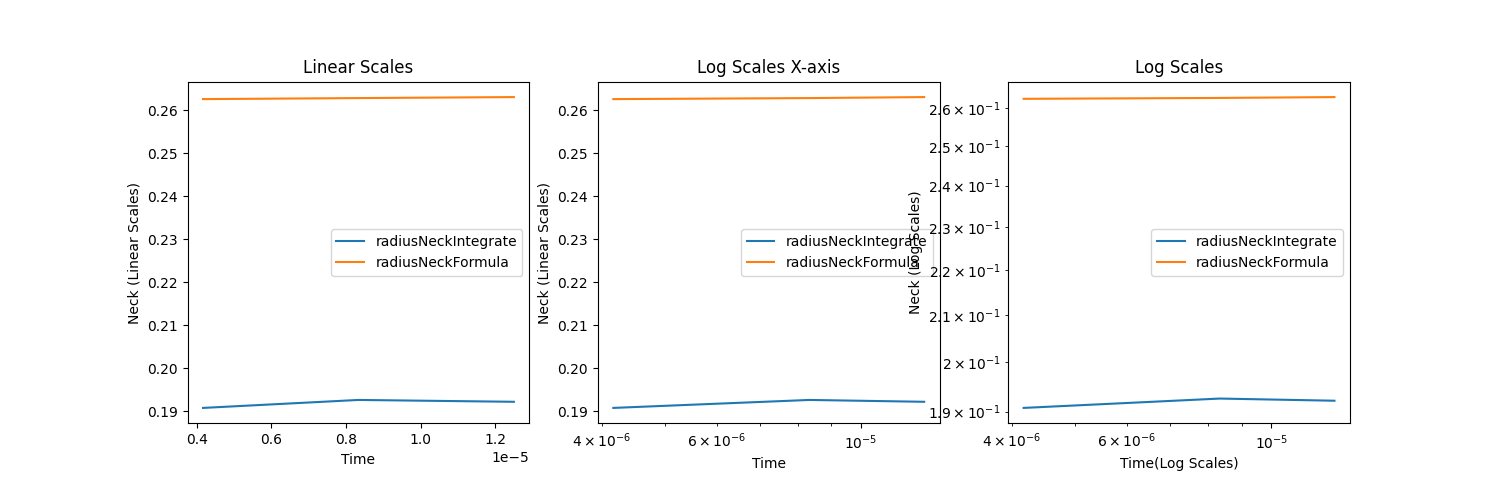 Linear Scales
0.26
0.25
0.24
0.23
0.22
0.21
0.20
0.19
Neck (Linear Scales)
radiusNeckIntegrate
radiusNeckFormula
0.4 0.6 0.8 1.0 1.2
1e−5
Time
Log Scales X-axis
0.26
0.25
0.24
0.23
0.22
0.21
0.20
0.19
Neck (Linear Scales)
radiusNeckIntegrate
radiusNeckFormula
4 × 10⁻⁶ 6 × 10⁻⁶ 10⁻⁵
Time
Log Scales
2.6 × 10⁻¹
2.5 × 10⁻¹
2.4 × 10⁻¹
2.3 × 10⁻¹
2.2 × 10⁻¹
2.1 × 10⁻¹
2 × 10⁻¹
1.9 × 10⁻¹
Neck (Log Scales)
radiusNeckIntegrate
radiusNeckFormula
4 × 10⁻⁶ 6 × 10⁻⁶ 10⁻⁵
Time(Log Scales)